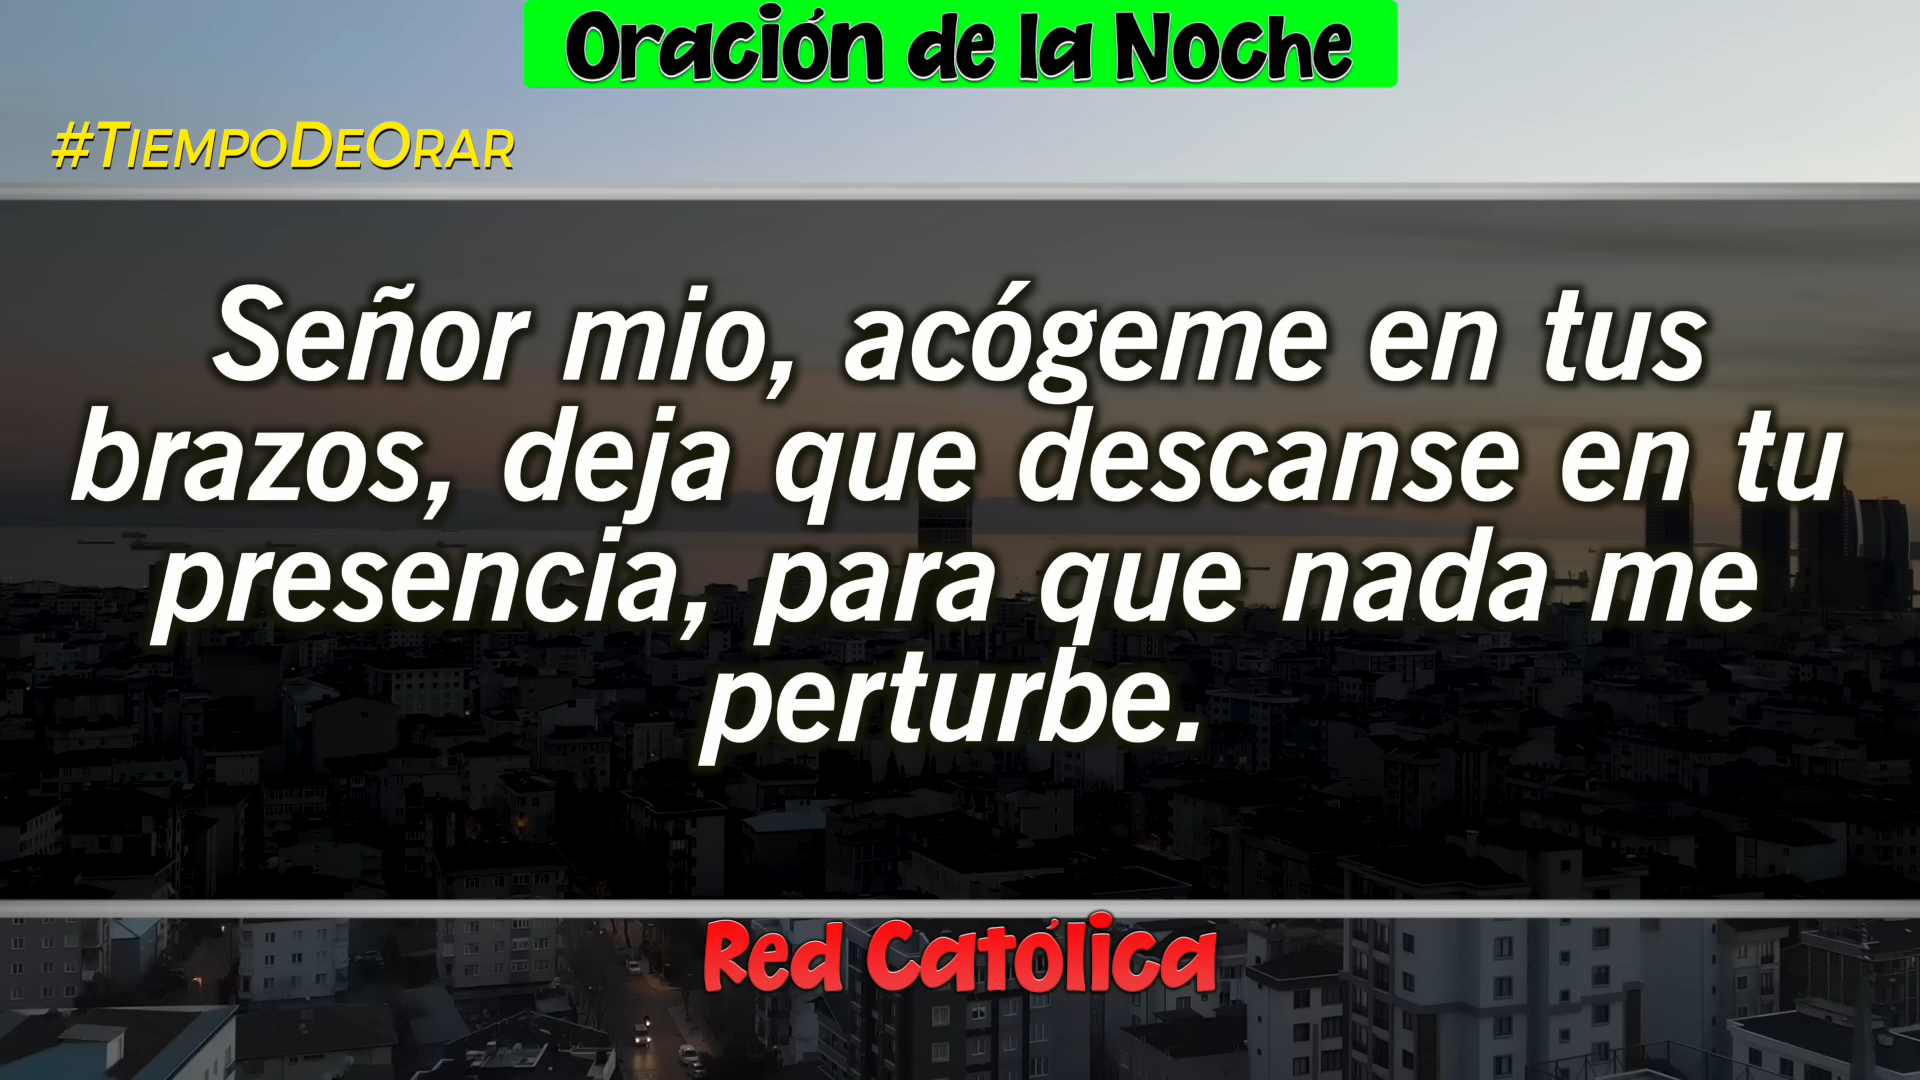 Oración de la Noche
#TiempoDeOrar
Señor mio, acógeme en tus
brazos, deja que descanse en tu
presencia, para que nada me
perturbe.
Red Católica